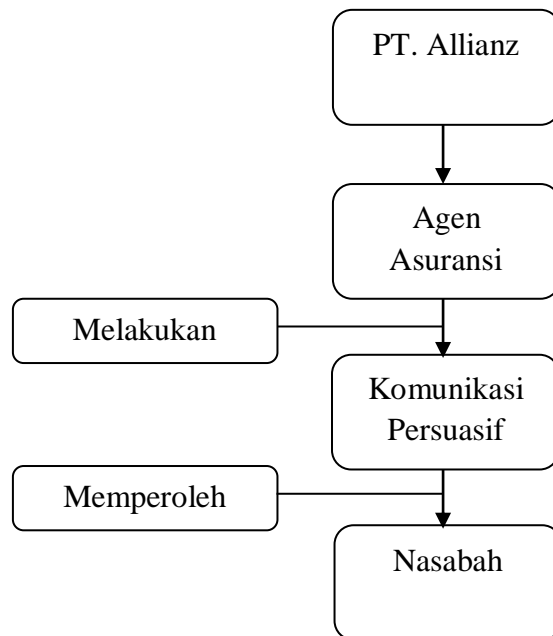 PT. Allianz
Agen
Asuransi
Melakukan
Komunikasi
Persuasif
Memperoleh
Nasabah